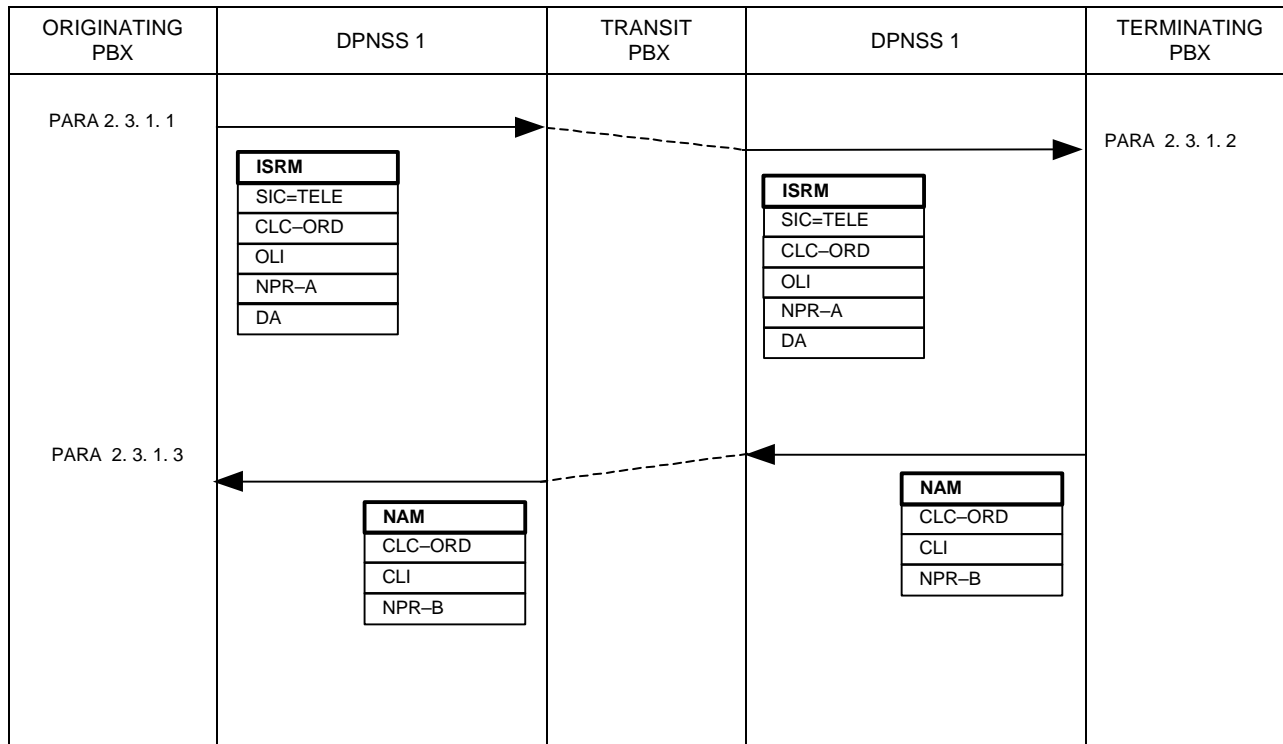 ORIGINATING
PBX
DPNSS 1
TRANSIT
PBX
DPNSS 1
TERMINATING
PBX
PARA 2. 3. 1. 1
PARA 2. 3. 1. 2
ISRM
SIC=TELE
CLC–ORD
OLI
NPR–A
DA
ISRM
SIC=TELE
CLC–ORD
OLI
NPR–A
DA
PARA 2. 3. 1. 3
NAM
CLC–ORD
CLI
NPR–B
NAM
CLC–ORD
CLI
NPR–B